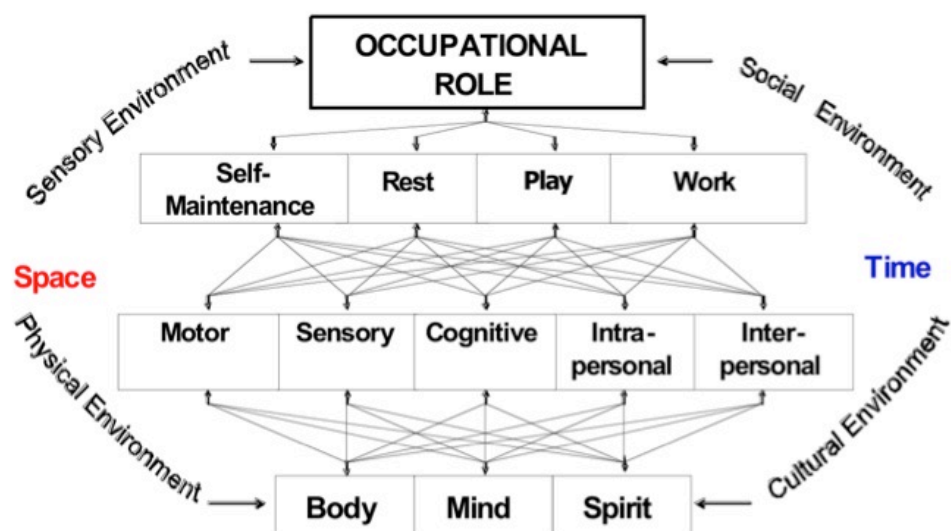 OCCUPATIONAL
ROLE
Sensory Environment
Social Environment
Self-
Maintenance
Rest
Play
Work
Space
Time
Motor
Sensory
Cognitive
Intra-
personal
Inter-
personal
Physical Environment
Cultural Environment
Body
Mind
Spirit